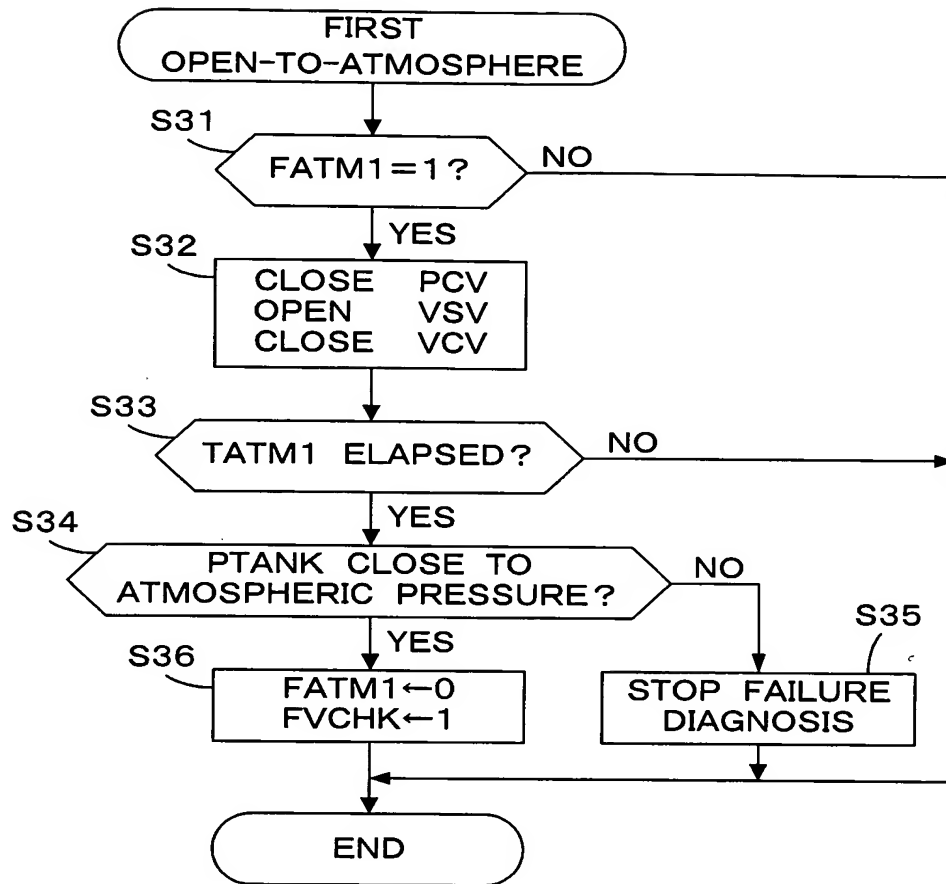 FIRST
OPEN-TO-ATMOSPHERE
S31
FATM1=1?
NO
YES
S32
CLOSE PCV
OPEN VSV
CLOSE VCV
S33
TATM1 ELAPSED?
NO
YES
S34
PTANK CLOSE TO
ATMOSPHERIC PRESSURE?
NO
YES
S35
STOP FAILURE
DIAGNOSIS
S36
FATM1←0
FVCHK←1
END